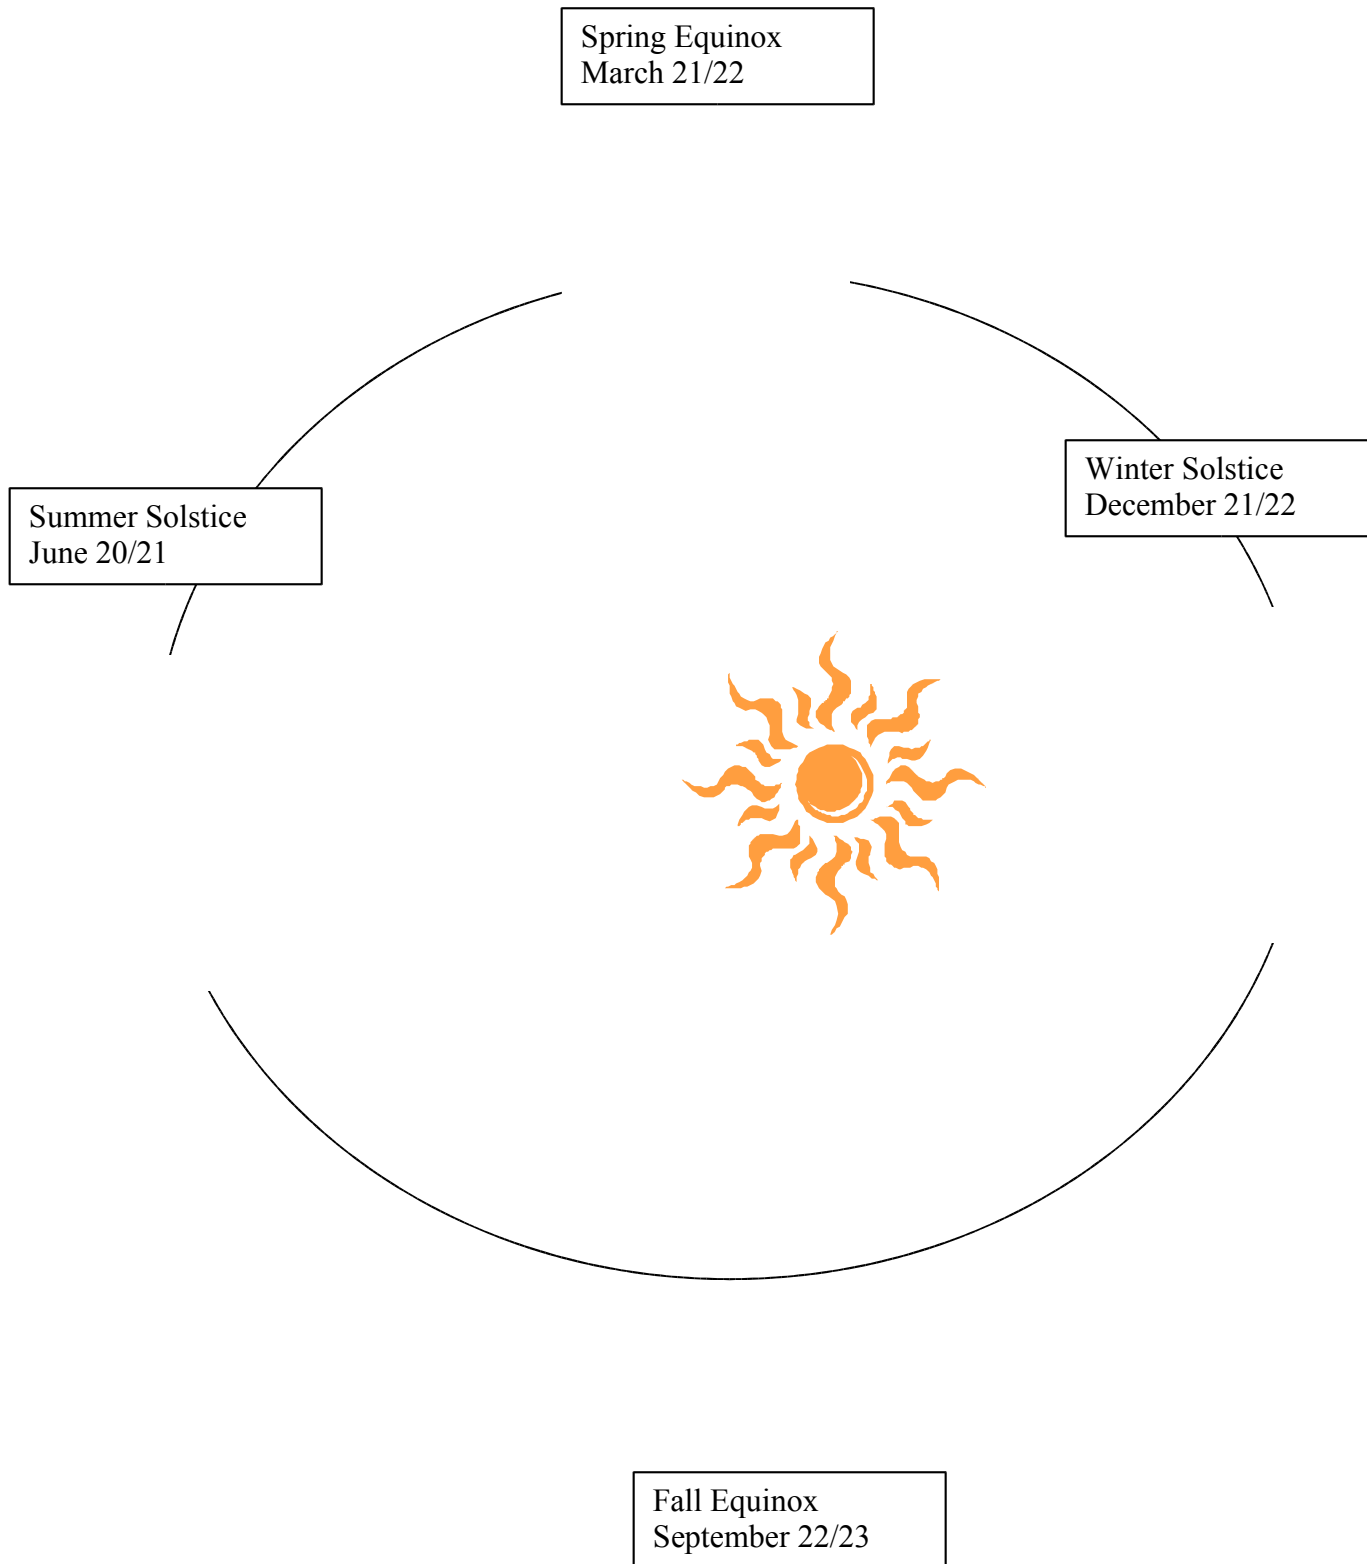 Spring Equinox
March 21/22
Winter Solstice
December 21/22
Summer Solstice
June 20/21
Fall Equinox
September 22/23